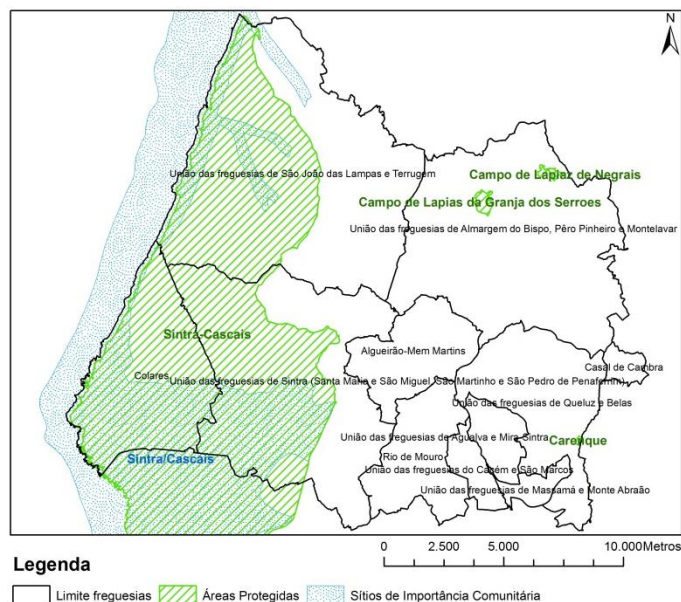 N
União das freguesias de São João das Lampas e Terrugem
Campo de Lapiaz de Negrais
Campo de Lapias da Granja dos Serroes
União das freguesias de Almargem do Bispo, Pêro Pinheiro e Montelavar
Sintra-Cascais
Algueirão-Mem Martins
Casal de Cambra
Colares
União das freguesias de Sintra (Santa Maria e São Miguel, São Martinho e São Pedro de Penaferrim)
União das freguesias de Queluz e Belas
União das freguesias de Agualva e Mira Sintra
Carenque
Rio de Mouro
Sintra/Cascais
União das freguesias do Cacém e São Marcos
União das freguesias de Massamá e Monte Abraão
Legenda
0 2.500 5.000 10.000 Metros
Limite freguesias Áreas Protegidas Sítios de Importância Comunitária